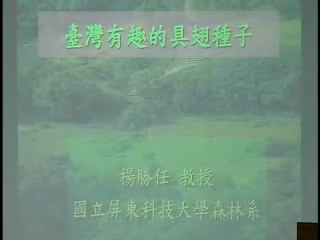 臺灣有趣的具翅種子
楊勝任 教授
國立屏東科技大學森林系